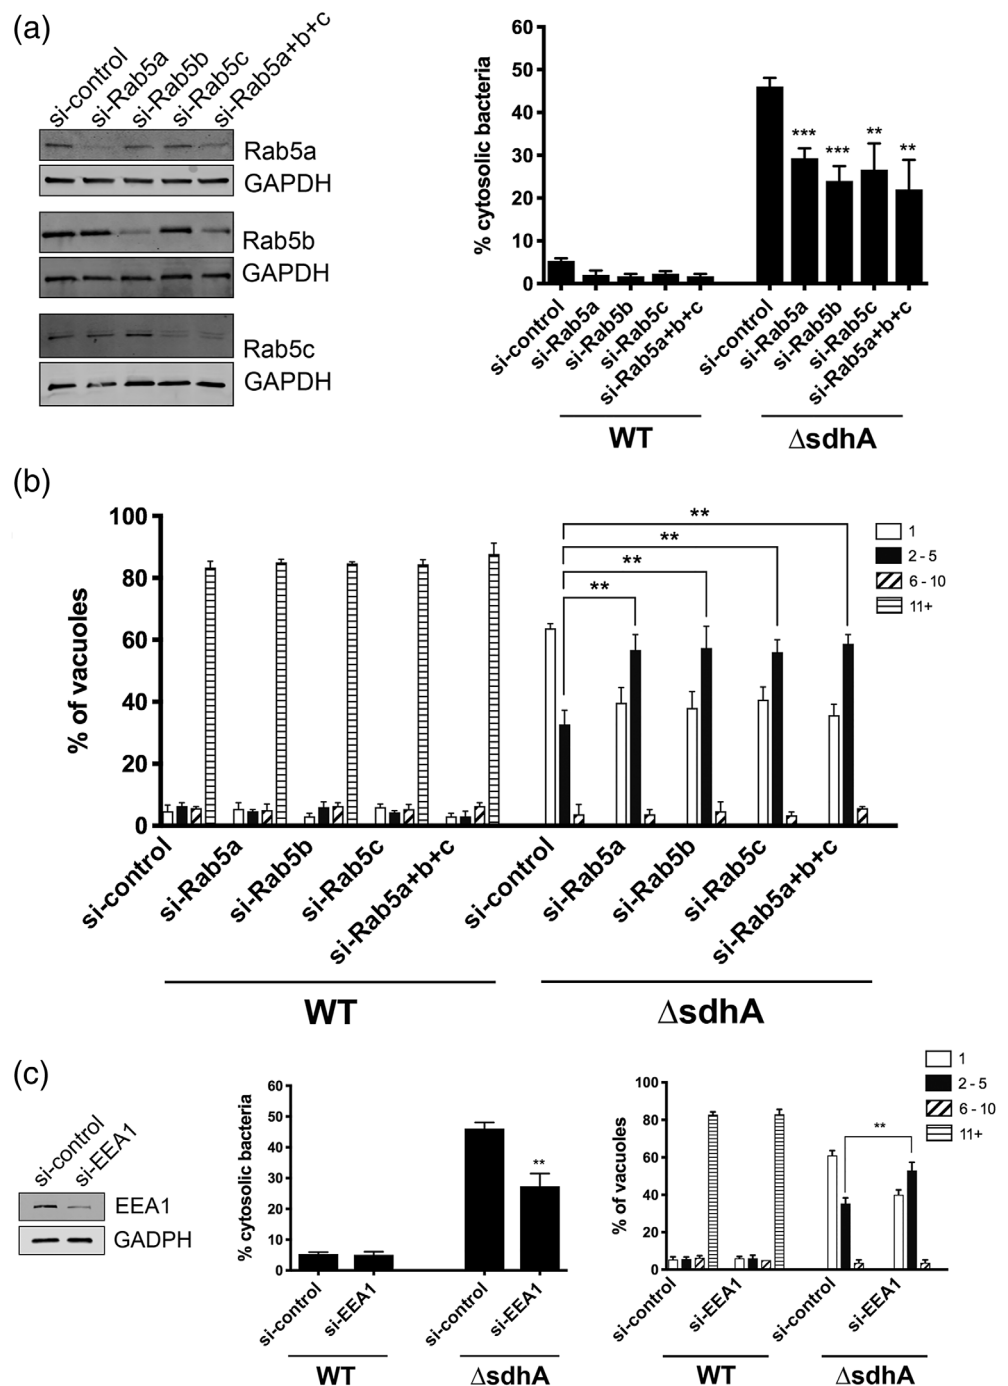 (a)
si-control
si-Rab5a
si-Rab5b
si-Rab5c
si-Rab5a+b+c
Rab5a
GAPDH
Rab5b
GAPDH
Rab5c
GAPDH
% cytosolic bacteria
60
50
40
30
20
10
0
*** *** ** **
si-control
si-Rab5a
si-Rab5b
si-Rab5c
si-Rab5a+b+c
si-control
si-Rab5a
si-Rab5b
si-Rab5c
si-Rab5a+b+c
WT
ΔsdhA
(b)
% of vacuoles
100
80
60
40
20
0
**
**
**
**
1
2 - 5
6 - 10
11+
si-control
si-Rab5a
si-Rab5b
si-Rab5c
si-Rab5a+b+c
si-control
si-Rab5a
si-Rab5b
si-Rab5c
si-Rab5a+b+c
WT
ΔsdhA
(c)
si-control
si-EEA1
EEA1
GADPH
% cytosolic bacteria
60
50
40
30
20
10
0
**
si-control
si-EEA1
si-control
si-EEA1
WT
ΔsdhA
% of vacuoles
100
80
60
40
20
0
**
1
2 - 5
6 - 10
11+
si-control
si-EEA1
si-control
si-EEA1
WT
ΔsdhA